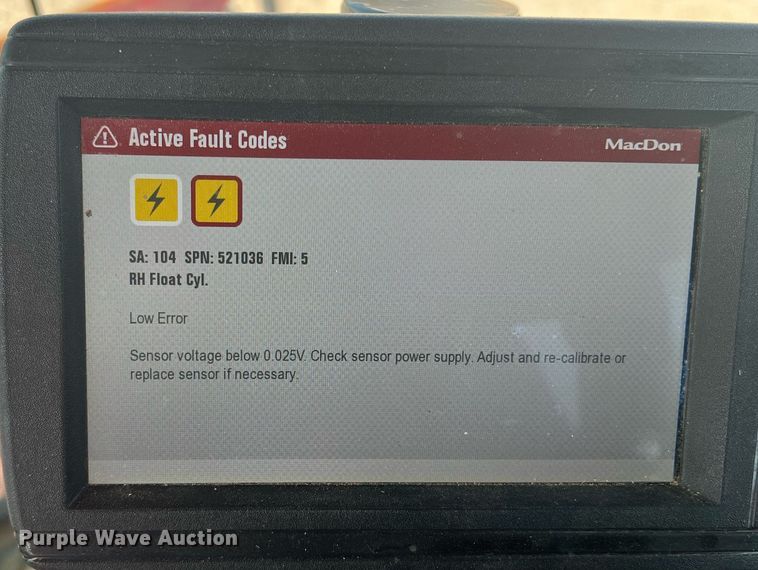 Active Fault Codes
MacDon
SA: 104 SPN: 521036 FMI: 5
RH Float Cyl.
Low Error
Sensor voltage below 0.025V. Check sensor power supply. Adjust and re-calibrate or
replace sensor if necessary.
Purple Wave Auction